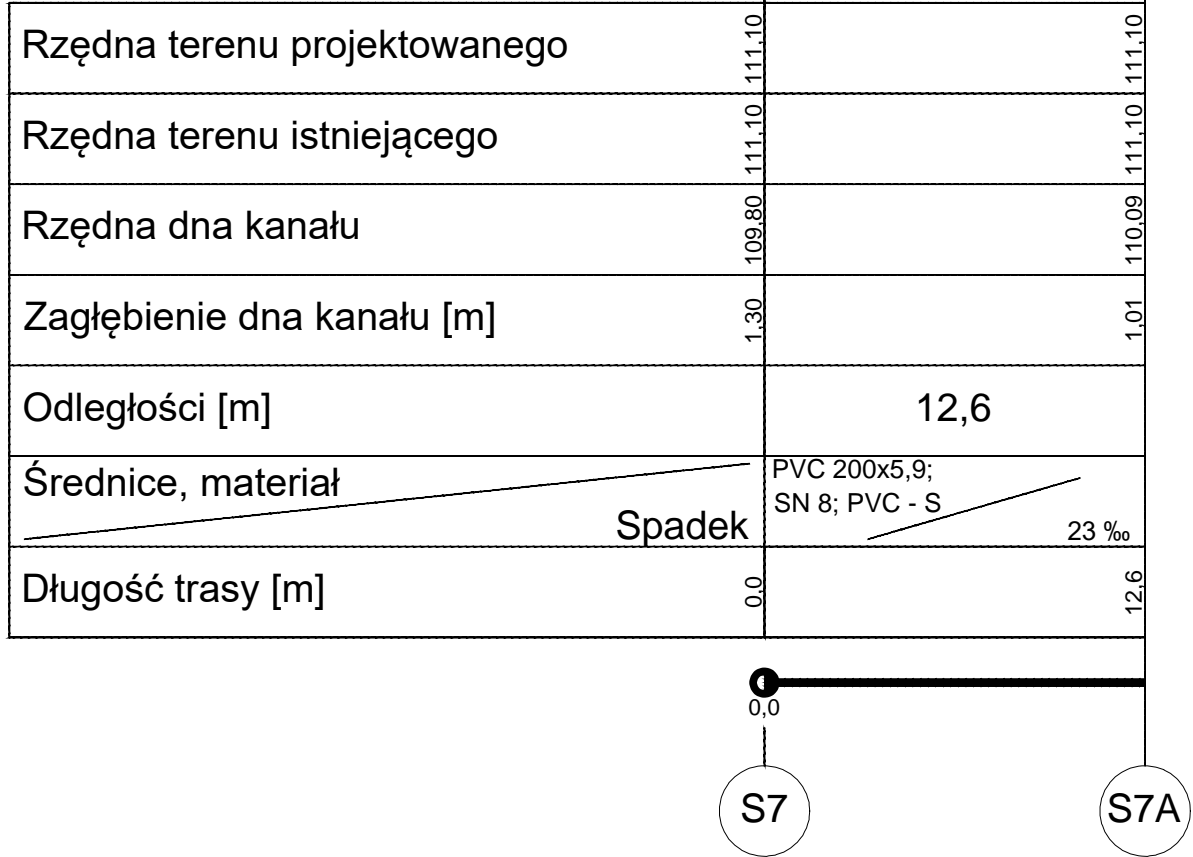 Rzędna terenu projektowanego 111,10 111,10
Rzędna terenu istniejącego 111,10 111,10
Rzędna dna kanału 109,80 110,09
Zagłębienie dna kanału [m] 1,30 1,01
Odległości [m] 12,6
Średnice, materiał PVC 200x5,9;
SN 8; PVC - S
Spadek 23 ‰
Długość trasy [m] 0,0 12,6
0,0
S7 S7A